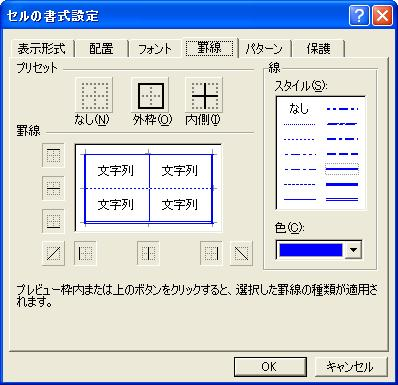 セルの書式設定
表示形式 配置 フォント 罫線 パターン 保護
プリセット
なし(N) 外枠(O) 内側(I)
罫線
文字列 文字列
文字列 文字列
線
スタイル(S):
なし
色(C):
プレビュー枠内または上のボタンをクリックすると、選択した罫線の種類が適用さ
れます。
OK キャンセル